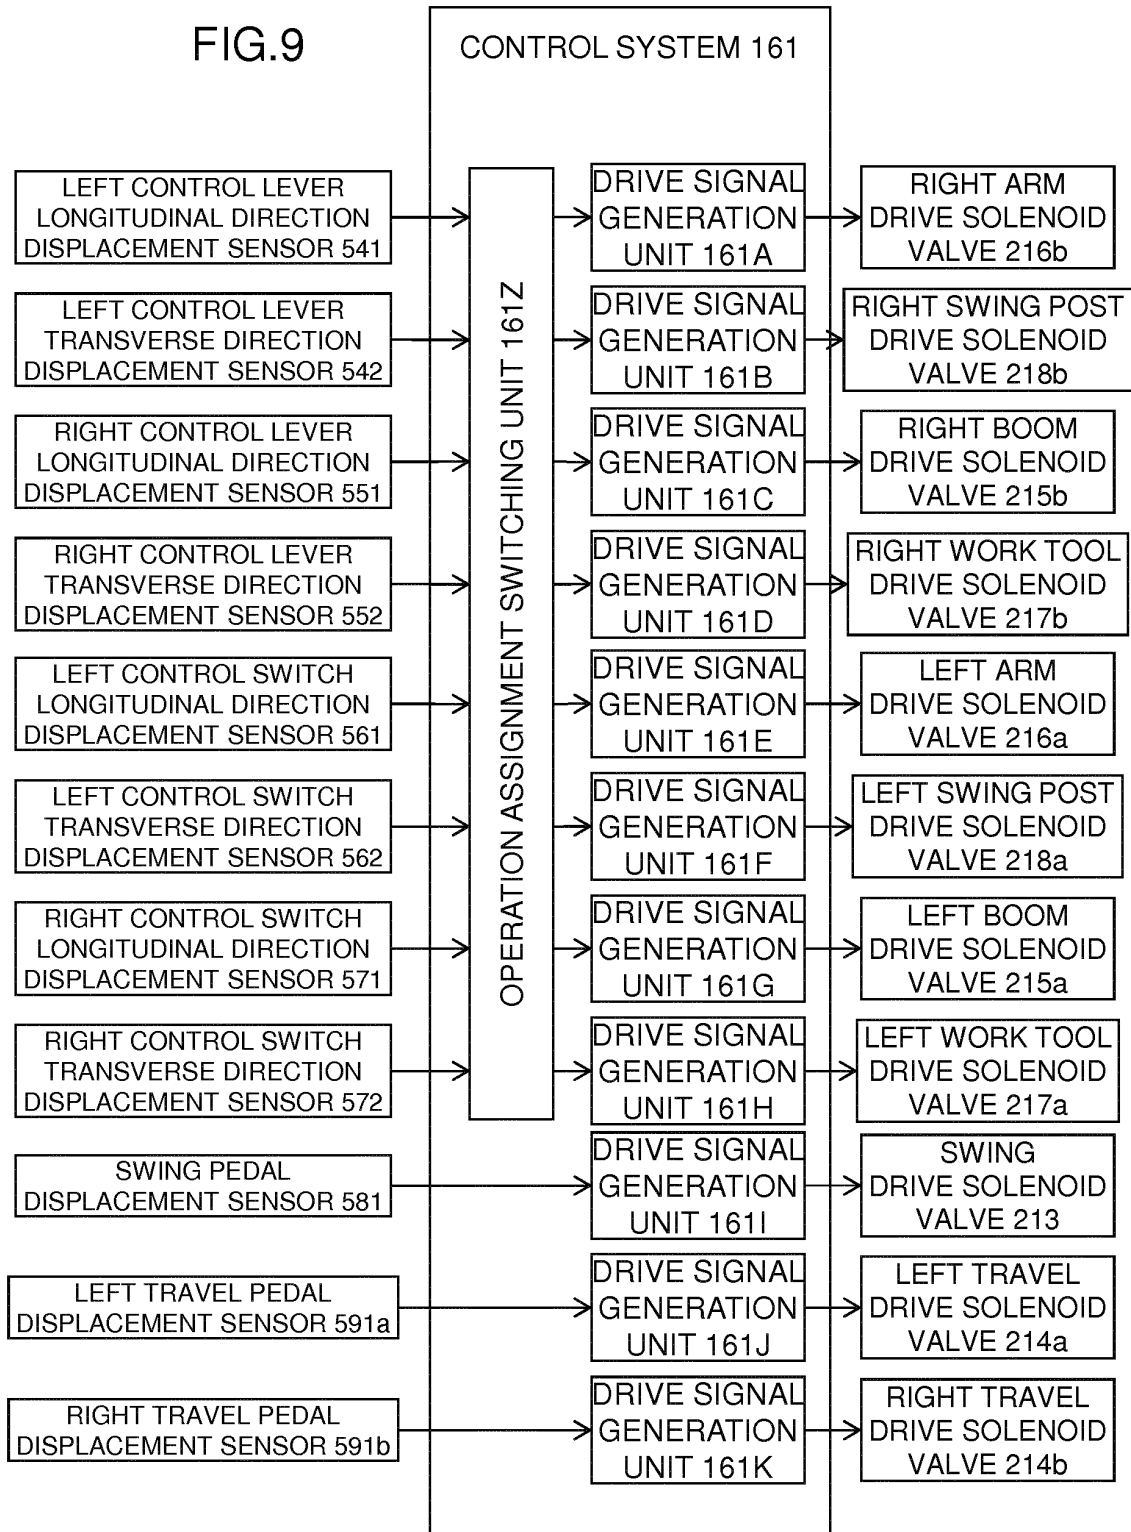 FIG.9
CONTROL SYSTEM 161
LEFT CONTROL LEVER
LONGITUDINAL DIRECTION
DISPLACEMENT SENSOR 541
DRIVE SIGNAL
GENERATION
UNIT 161A
RIGHT ARM
DRIVE SOLENOID
VALVE 216b
LEFT CONTROL LEVER
TRANSVERSE DIRECTION
DISPLACEMENT SENSOR 542
DRIVE SIGNAL
GENERATION
UNIT 161B
RIGHT SWING POST
DRIVE SOLENOID
VALVE 218b
RIGHT CONTROL LEVER
LONGITUDINAL DIRECTION
DISPLACEMENT SENSOR 551
DRIVE SIGNAL
GENERATION
UNIT 161C
RIGHT BOOM
DRIVE SOLENOID
VALVE 215b
RIGHT CONTROL LEVER
TRANSVERSE DIRECTION
DISPLACEMENT SENSOR 552
DRIVE SIGNAL
GENERATION
UNIT 161D
RIGHT WORK TOOL
DRIVE SOLENOID
VALVE 217b
OPERATION ASSIGNMENT SWITCHING UNIT 161Z
LEFT CONTROL SWITCH
LONGITUDINAL DIRECTION
DISPLACEMENT SENSOR 561
DRIVE SIGNAL
GENERATION
UNIT 161E
LEFT ARM
DRIVE SOLENOID
VALVE 216a
LEFT CONTROL SWITCH
TRANSVERSE DIRECTION
DISPLACEMENT SENSOR 562
DRIVE SIGNAL
GENERATION
UNIT 161F
LEFT SWING POST
DRIVE SOLENOID
VALVE 218a
RIGHT CONTROL SWITCH
LONGITUDINAL DIRECTION
DISPLACEMENT SENSOR 571
DRIVE SIGNAL
GENERATION
UNIT 161G
LEFT BOOM
DRIVE SOLENOID
VALVE 215a
RIGHT CONTROL SWITCH
TRANSVERSE DIRECTION
DISPLACEMENT SENSOR 572
DRIVE SIGNAL
GENERATION
UNIT 161H
LEFT WORK TOOL
DRIVE SOLENOID
VALVE 217a
SWING PEDAL
DISPLACEMENT SENSOR 581
DRIVE SIGNAL
GENERATION
UNIT 161I
SWING
DRIVE SOLENOID
VALVE 213
LEFT TRAVEL PEDAL
DISPLACEMENT SENSOR 591a
DRIVE SIGNAL
GENERATION
UNIT 161J
LEFT TRAVEL
DRIVE SOLENOID
VALVE 214a
RIGHT TRAVEL PEDAL
DISPLACEMENT SENSOR 591b
DRIVE SIGNAL
GENERATION
UNIT 161K
RIGHT TRAVEL
DRIVE SOLENOID
VALVE 214b